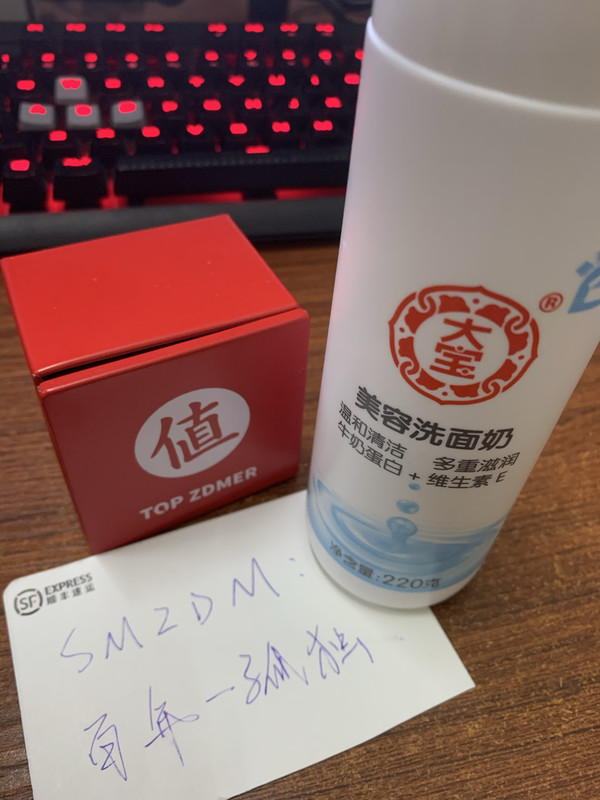 大宝
®
美容洗面奶
温和清洁 多重滋润
牛奶蛋白 + 维生素 E
净含量:220克
值
TOP ZDMER
SF EXPRESS
顺丰速运
SMZDM:
百年一孤独